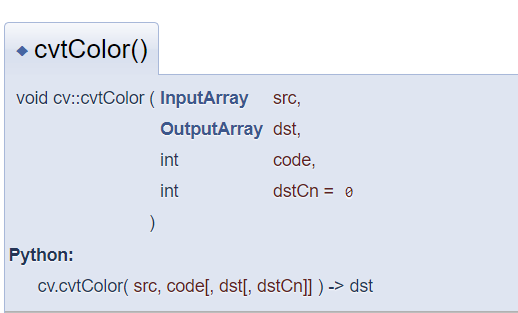 ◆ cvtColor()
void cv::cvtColor ( InputArray src,
OutputArray dst,
int code,
int dstCn = 0
)
Python:
cv.cvtColor( src, code[, dst[, dstCn]] ) -> dst